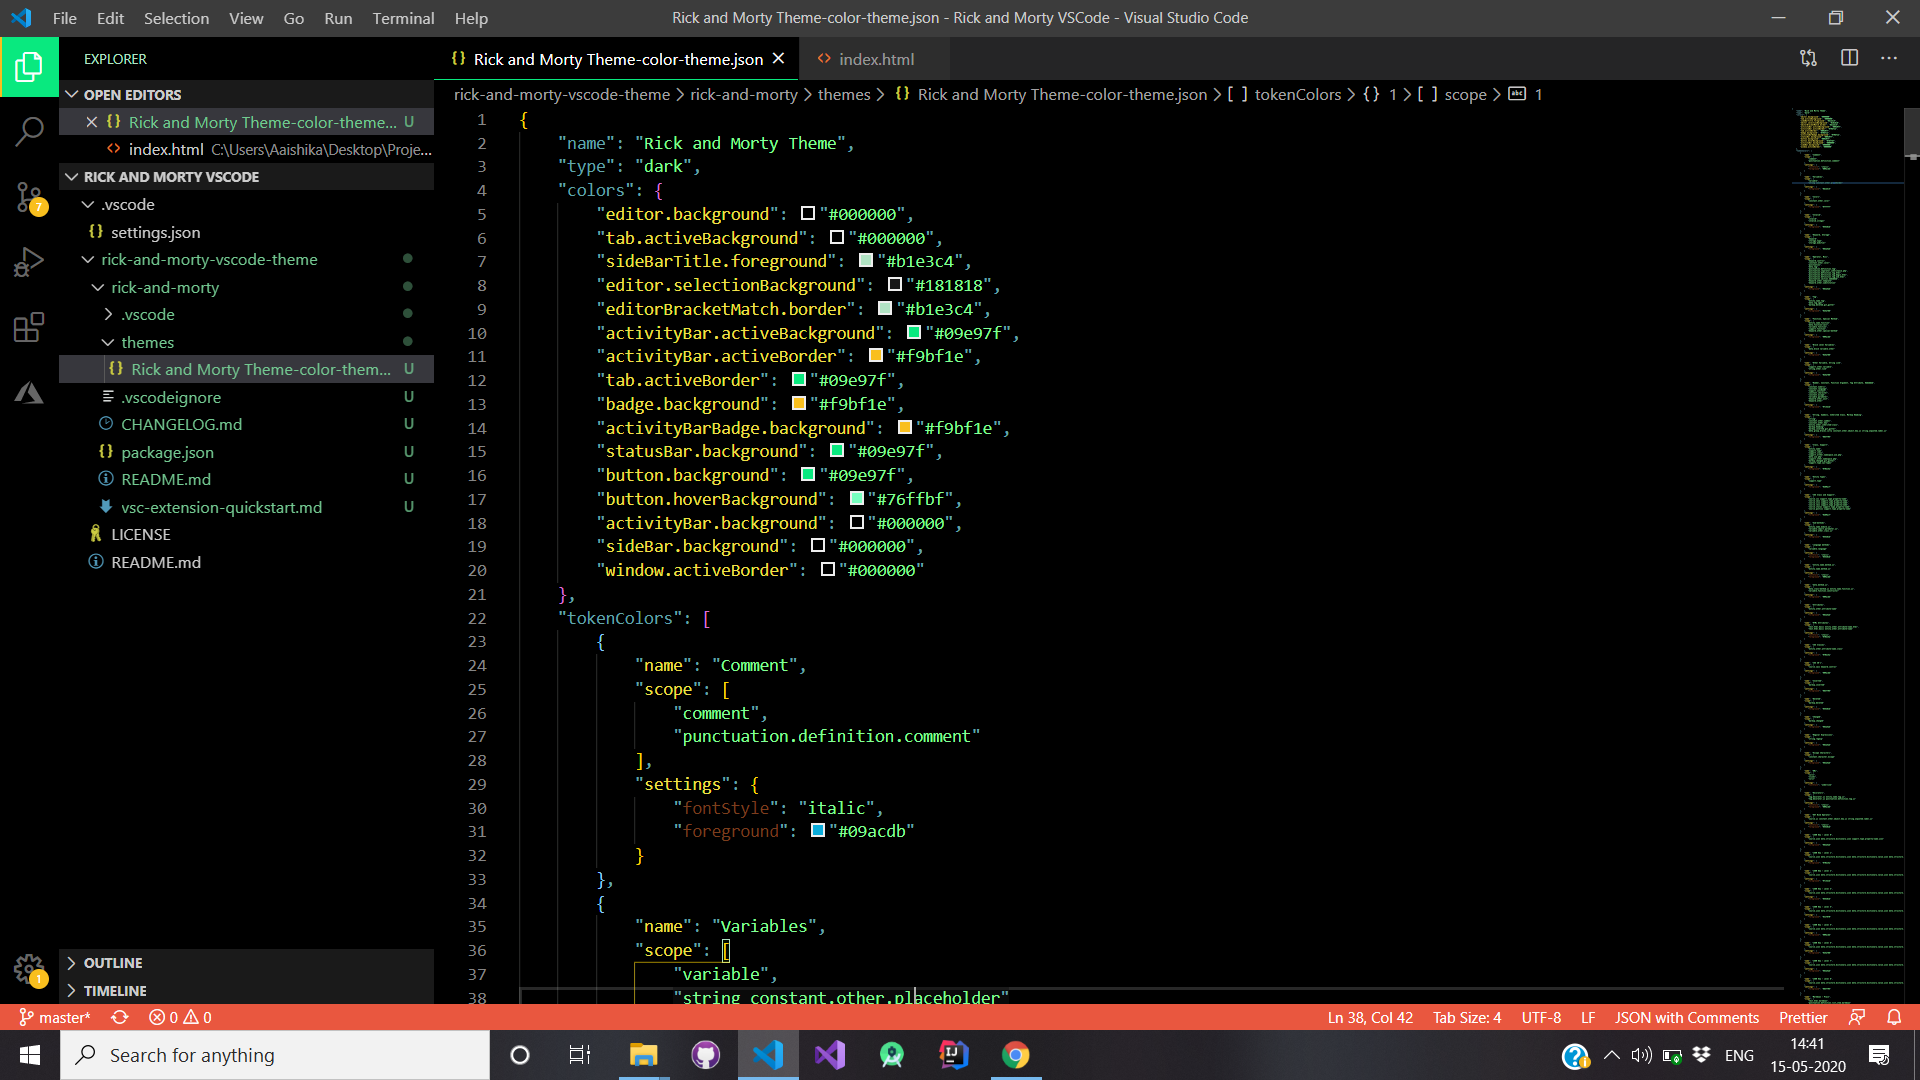 File Edit Selection View Go Run Terminal Help
Rick and Morty Theme-color-theme.json - Rick and Morty VSCode - Visual Studio Code
EXPLORER
{} Rick and Morty Theme-color-theme.json
<> index.html
OPEN EDITORS
{} Rick and Morty Theme-color-theme... U
<> index.html C:\Users\Aaishika\Desktop\Proje...
RICK AND MORTY VSCODE
.vscode
{} settings.json
rick-and-morty-vscode-theme
rick-and-morty
.vscode
themes
{} Rick and Morty Theme-color-them... U
.vscodeignore U
CHANGELOG.md U
{} package.json U
README.md U
vsc-extension-quickstart.md U
LICENSE
README.md
OUTLINE
TIMELINE
7
1
rick-and-morty-vscode-theme > rick-and-morty > themes > {} Rick and Morty Theme-color-theme.json > [ ] tokenColors > {} 1 > [ ] scope > abc 1
1 {
2 "name": "Rick and Morty Theme",
3 "type": "dark",
4 "colors": {
5 "editor.background": "#000000",
6 "tab.activeBackground": "#000000",
7 "sideBarTitle.foreground": "#b1e3c4",
8 "editor.selectionBackground": "#181818",
9 "editorBracketMatch.border": "#b1e3c4",
10 "activityBar.activeBackground": "#09e97f",
11 "activityBar.activeBorder": "#f9bf1e",
12 "tab.activeBorder": "#09e97f",
13 "badge.background": "#f9bf1e",
14 "activityBarBadge.background": "#f9bf1e",
15 "statusBar.background": "#09e97f",
16 "button.background": "#09e97f",
17 "button.hoverBackground": "#76ffbf",
18 "activityBar.background": "#000000",
19 "sideBar.background": "#000000",
20 "window.activeBorder": "#000000"
21 },
22 "tokenColors": [
23 {
24 "name": "Comment",
25 "scope": [
26 "comment",
27 "punctuation.definition.comment"
28 ],
29 "settings": {
30 "fontStyle": "italic",
31 "foreground": "#09acdb"
32 }
33 },
34 {
35 "name": "Variables",
36 "scope": [
37 "variable",
38 "string constant.other.placeholder"
master* 0 0
Ln 38, Col 42 Tab Size: 4 UTF-8 LF JSON with Comments Prettier
Search for anything
ENG
14:41
15-05-2020